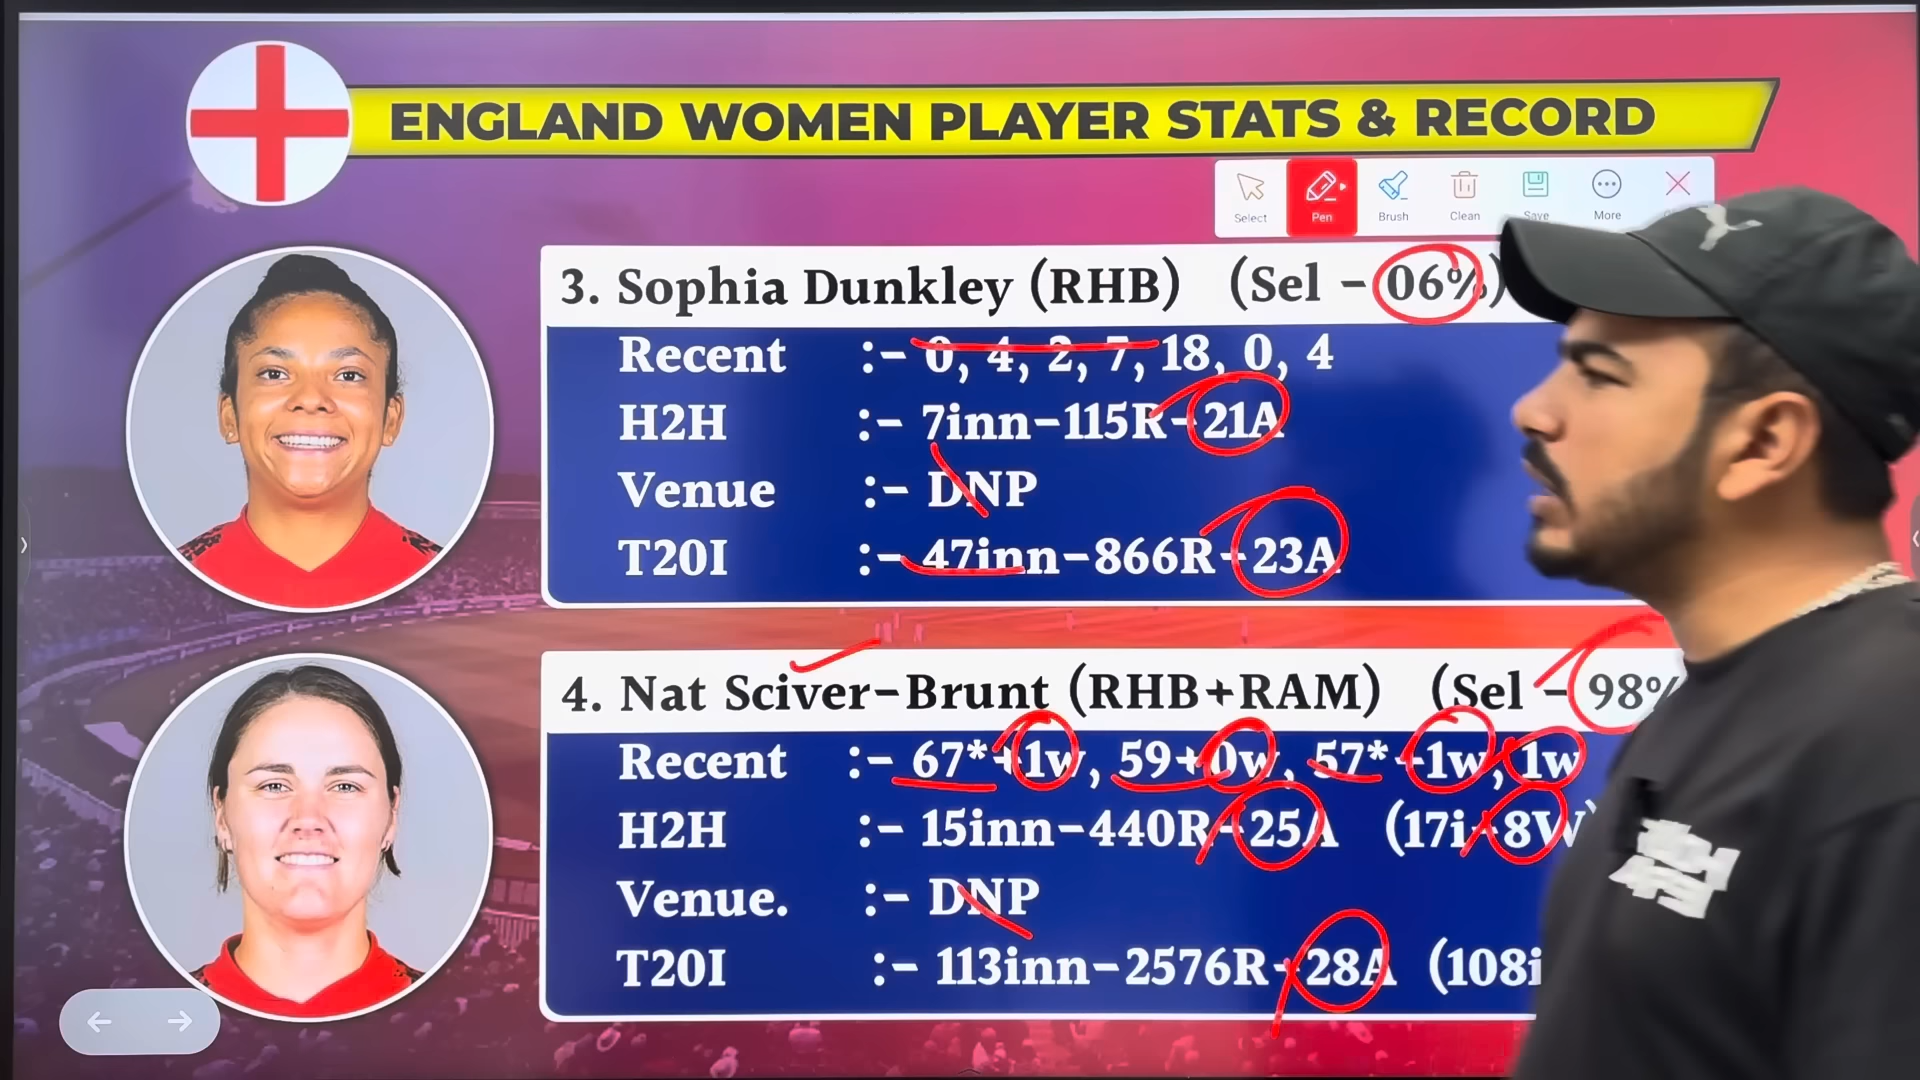 ENGLAND WOMEN PLAYER STATS & RECORD
Select
Pen
Brush
Clean
Save
More
3. Sophia Dunkley (RHB) (Sel - 06%)
Recent :- 0, 4, 2, 7, 18, 0, 4
H2H :- 7inn-115R-21A
Venue :- DNP
T20I :- 47inn-866R-23A
4. Nat Sciver-Brunt (RHB+RAM) (Sel - 98%
Recent :- 67*+1w, 59+0w, 57*+1w, 1w
H2H :- 15inn-440R-25A (17i-8W)
Venue. :- DNP
T20I :- 113inn-2576R-28A (108i